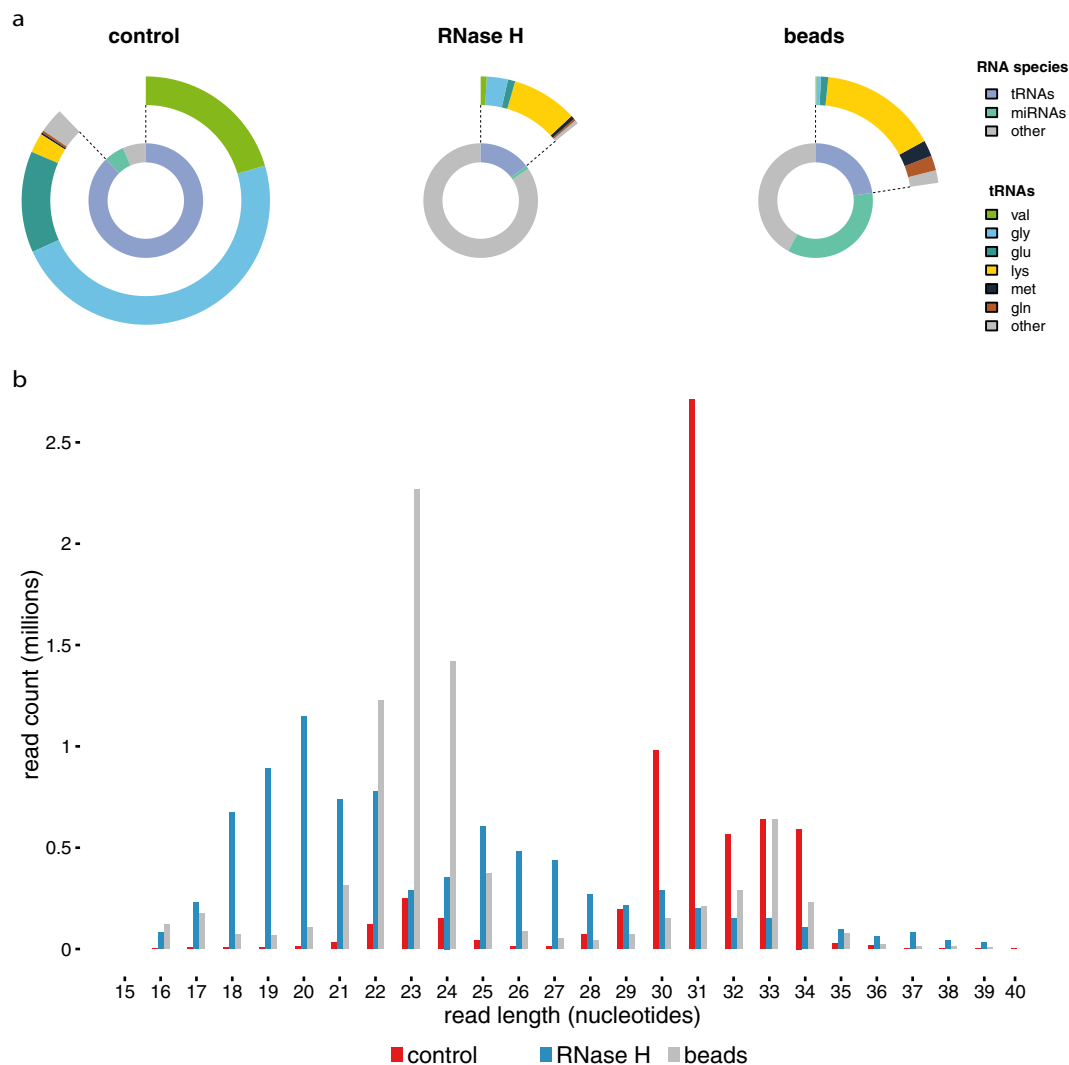 a
control
RNase H
beads
RNA species
tRNAs
miRNAs
other
tRNAs
val
gly
glu
lys
met
gln
other
b
read count (millions)
2.5
2
1.5
1
0.5
0
15 16 17 18 19 20 21 22 23 24 25 26 27 28 29 30 31 32 33 34 35 36 37 38 39 40
read length (nucleotides)
control RNase H beads